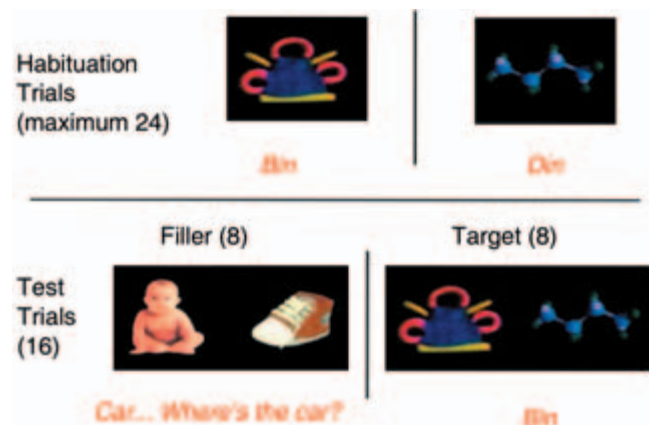 Habituation
Trials
(maximum 24)
Bin
Din
Filler (8)
Target (8)
Test
Trials
(16)
Car... Where's the car?
Bin